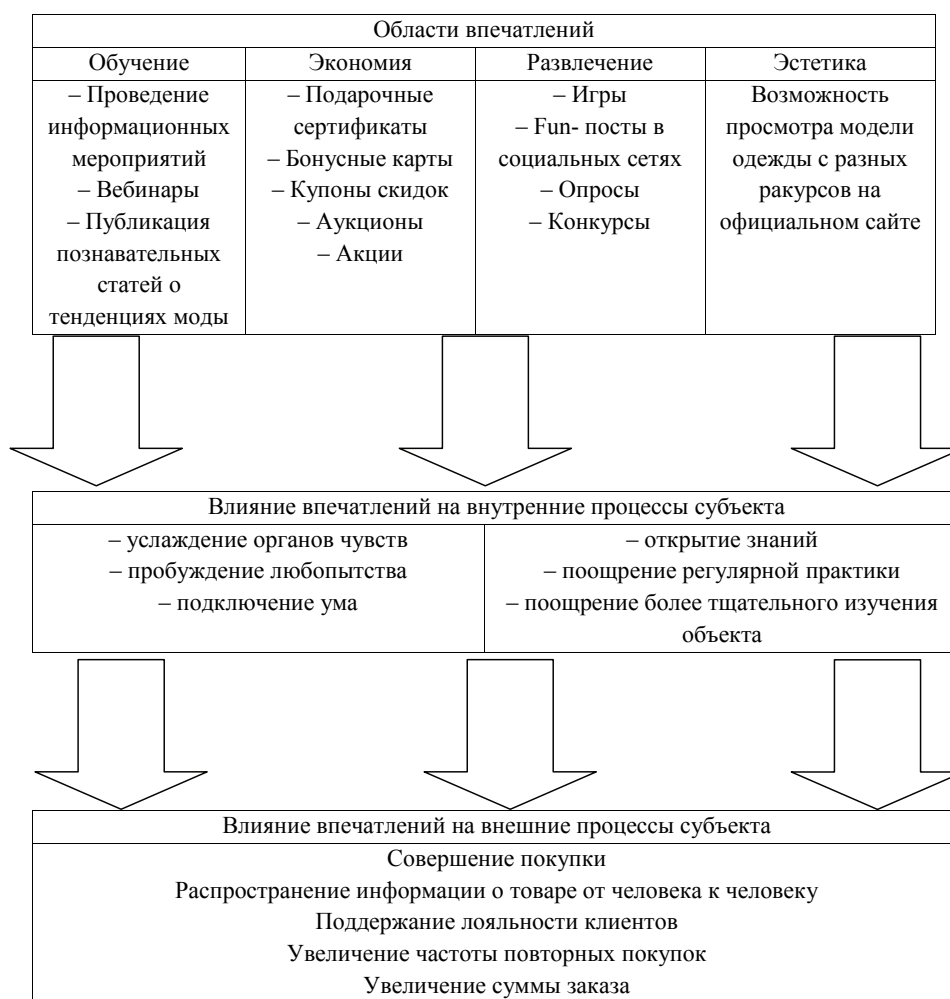 Области впечатлений
Обучение
– Проведение
информационных
мероприятий
– Вебинары
– Публикация
познавательных
статей о
тенденциях моды
Экономия
– Подарочные
сертификаты
– Бонусные карты
– Купоны скидок
– Аукционы
– Акции
Развлечение
– Игры
– Fun- посты в
социальных сетях
– Опросы
– Конкурсы
Эстетика
Возможность
просмотра модели
одежды с разных
ракурсов на
официальном сайте
Влияние впечатлений на внутренние процессы субъекта
– услаждение органов чувств
– пробуждение любопытства
– подключение ума
– открытие знаний
– поощрение регулярной практики
– поощрение более тщательного изучения
объекта
Влияние впечатлений на внешние процессы субъекта
Совершение покупки
Распространение информации о товаре от человека к человеку
Поддержание лояльности клиентов
Увеличение частоты повторных покупок
Увеличение суммы заказа